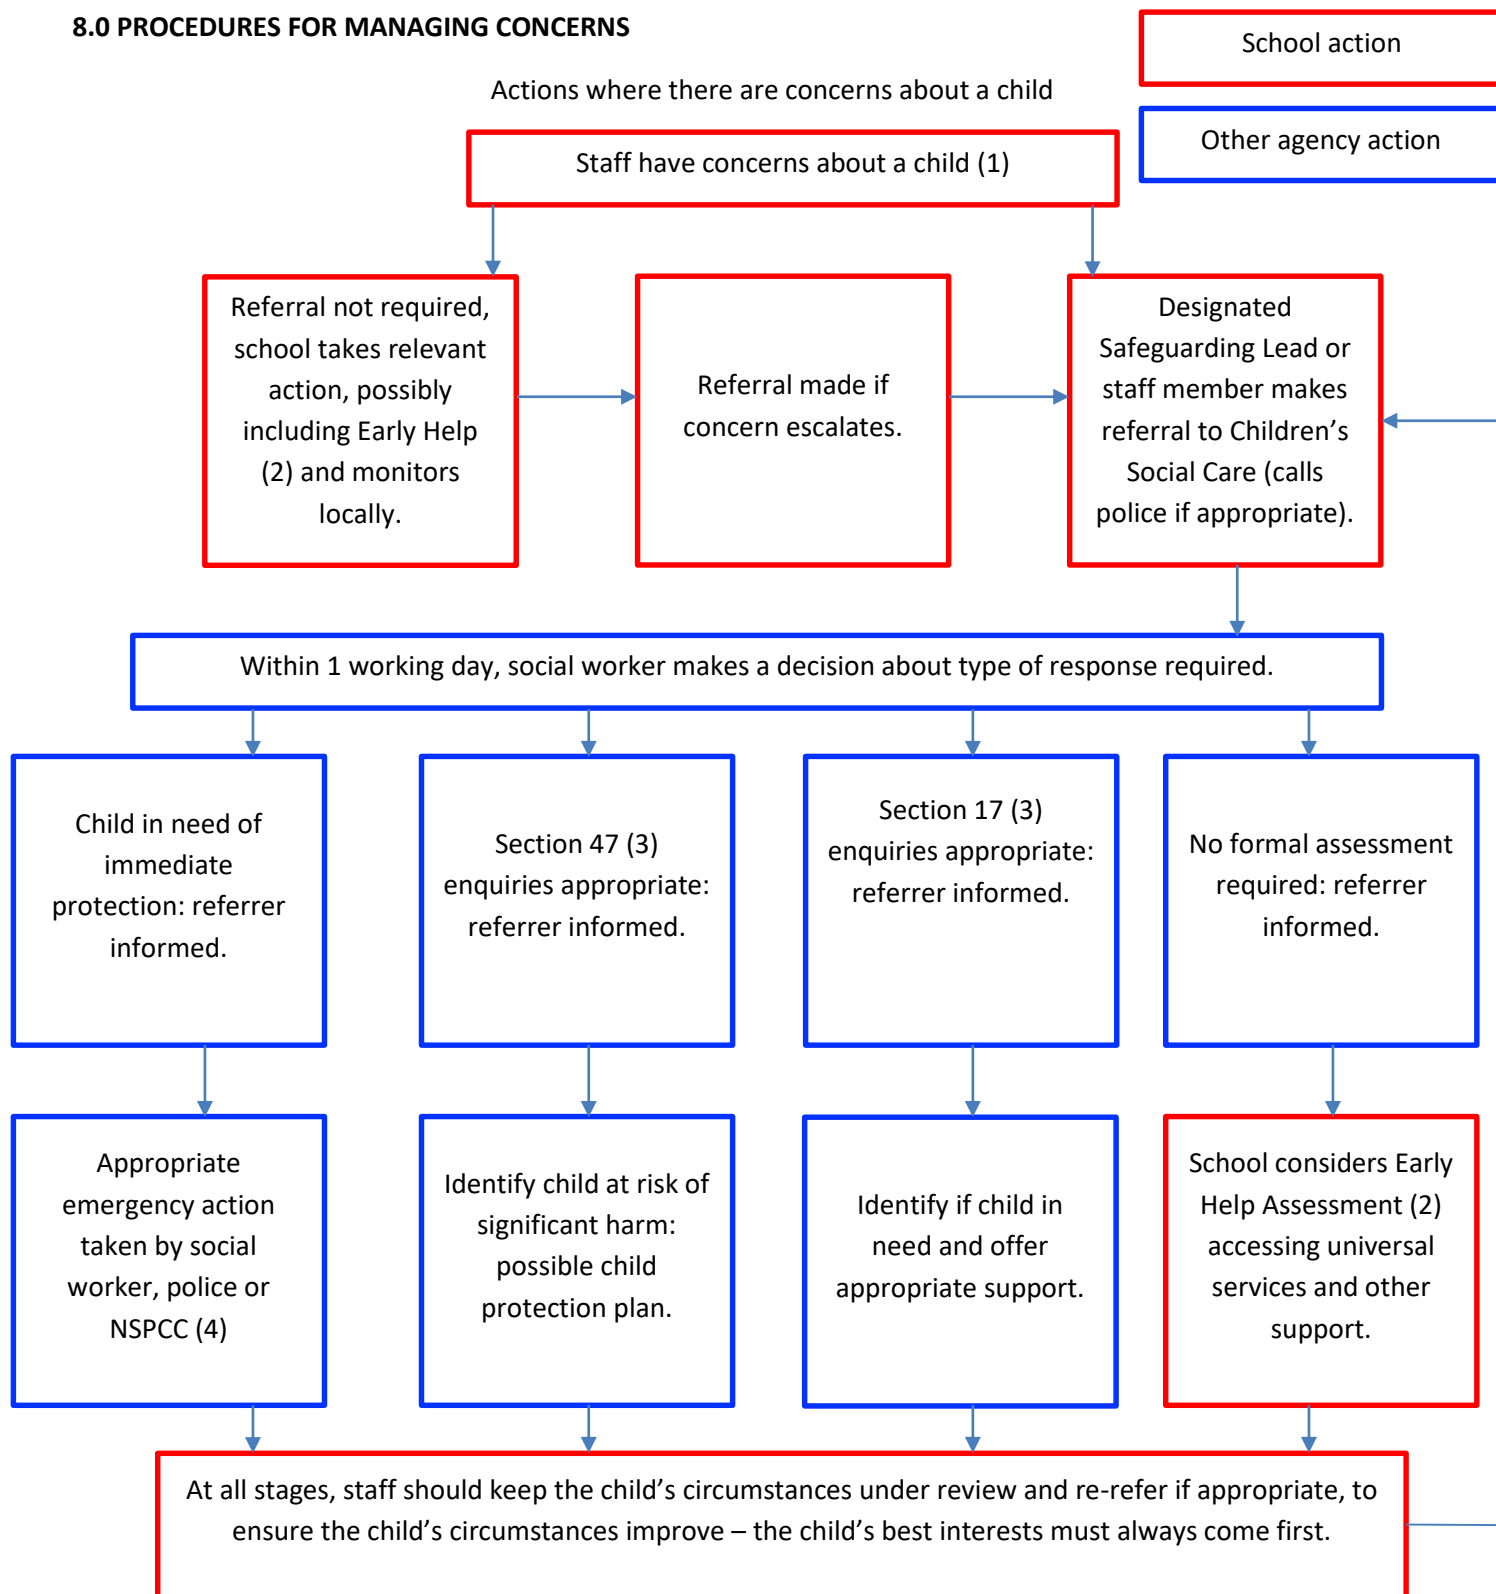 8.0 PROCEDURES FOR MANAGING CONCERNS
School action
Actions where there are concerns about a child
Other agency action
Staff have concerns about a child (1)
Referral not required,
school takes relevant
action, possibly
including Early Help
(2) and monitors
locally.
Referral made if
concern escalates.
Designated
Safeguarding Lead or
staff member makes
referral to Children’s
Social Care (calls
police if appropriate).
Within 1 working day, social worker makes a decision about type of response required.
Child in need of
immediate
protection: referrer
informed.
Section 47 (3)
enquiries appropriate:
referrer informed.
Section 17 (3)
enquiries appropriate:
referrer informed.
No formal assessment
required: referrer
informed.
Appropriate
emergency action
taken by social
worker, police or
NSPCC (4)
Identify child at risk of
significant harm:
possible child
protection plan.
Identify if child in
need and offer
appropriate support.
School considers Early
Help Assessment (2)
accessing universal
services and other
support.
At all stages, staff should keep the child’s circumstances under review and re-refer if appropriate, to
ensure the child’s circumstances improve – the child’s best interests must always come first.